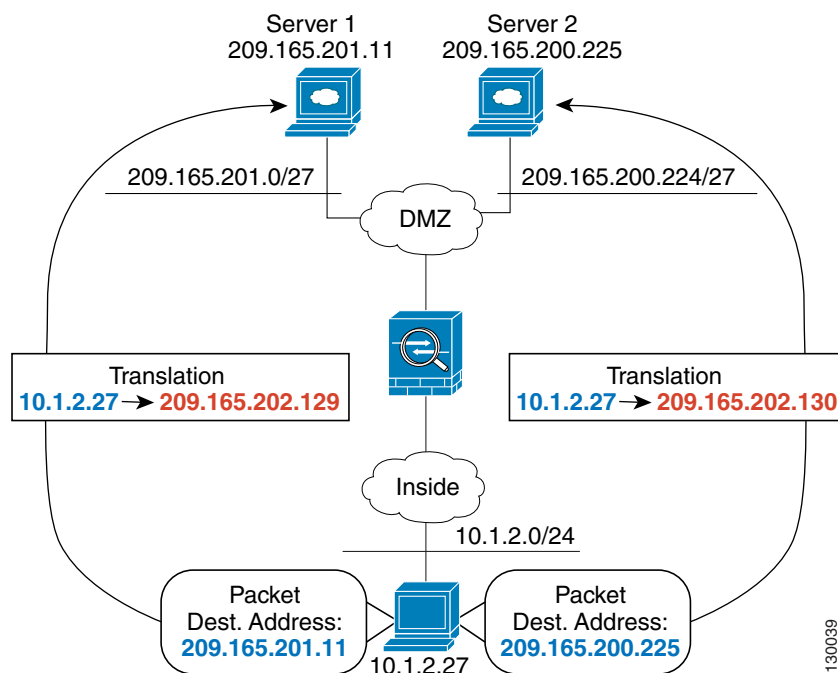 Server 1
209.165.201.11
Server 2
209.165.200.225
209.165.201.0/27
209.165.200.224/27
DMZ
Translation
10.1.2.27 → 209.165.202.129
Translation
10.1.2.27 → 209.165.202.130
Inside
10.1.2.0/24
Packet
Dest. Address:
209.165.201.11
Packet
Dest. Address:
209.165.200.225
10.1.2.27
130039